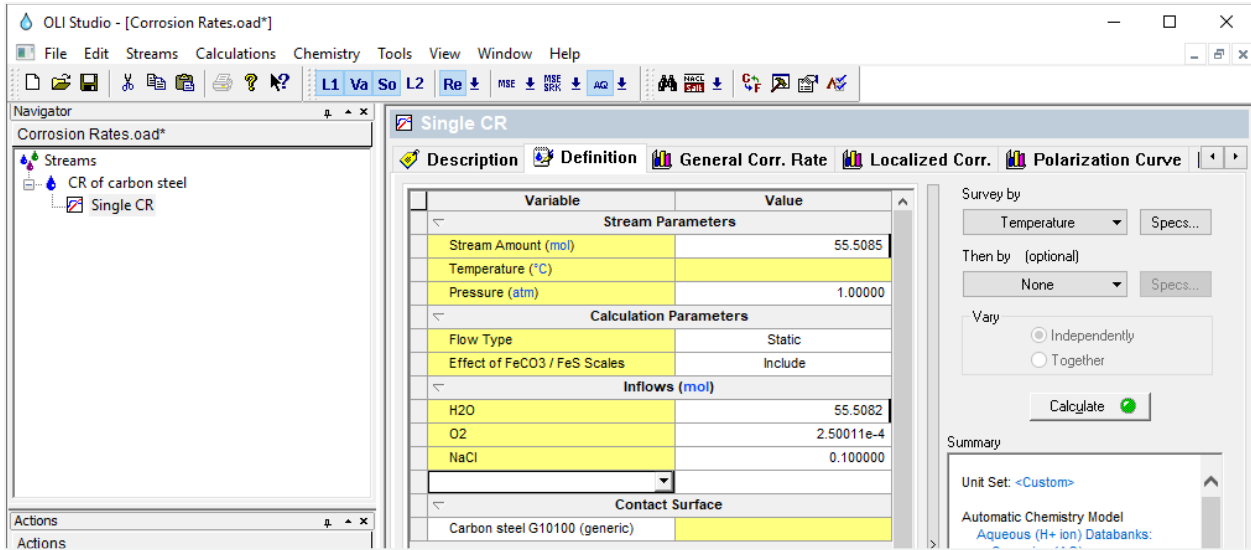 OLI Studio - [Corrosion Rates.oad*]
File Edit Streams Calculations Chemistry Tools View Window Help
L1 Va So L2 Re MSE MSE SRK AQ NACL Salt C F
Navigator
Corrosion Rates.oad*
Streams
CR of carbon steel
Single CR
Actions
Actions
Single CR
Description Definition General Corr. Rate Localized Corr. Polarization Curve
Variable Value
Stream Parameters
Stream Amount (mol) 55.5085
Temperature (°C)
Pressure (atm) 1.00000
Calculation Parameters
Flow Type Static
Effect of FeCO3 / FeS Scales Include
Inflows (mol)
H2O 55.5082
O2 2.50011e-4
NaCl 0.100000
Contact Surface
Carbon steel G10100 (generic)
Survey by
Temperature Specs...
Then by (optional)
None Specs...
Vary
Independently
Together
Calculate
Summary
Unit Set: <Custom>
Automatic Chemistry Model
Aqueous (H+ ion) Databanks: